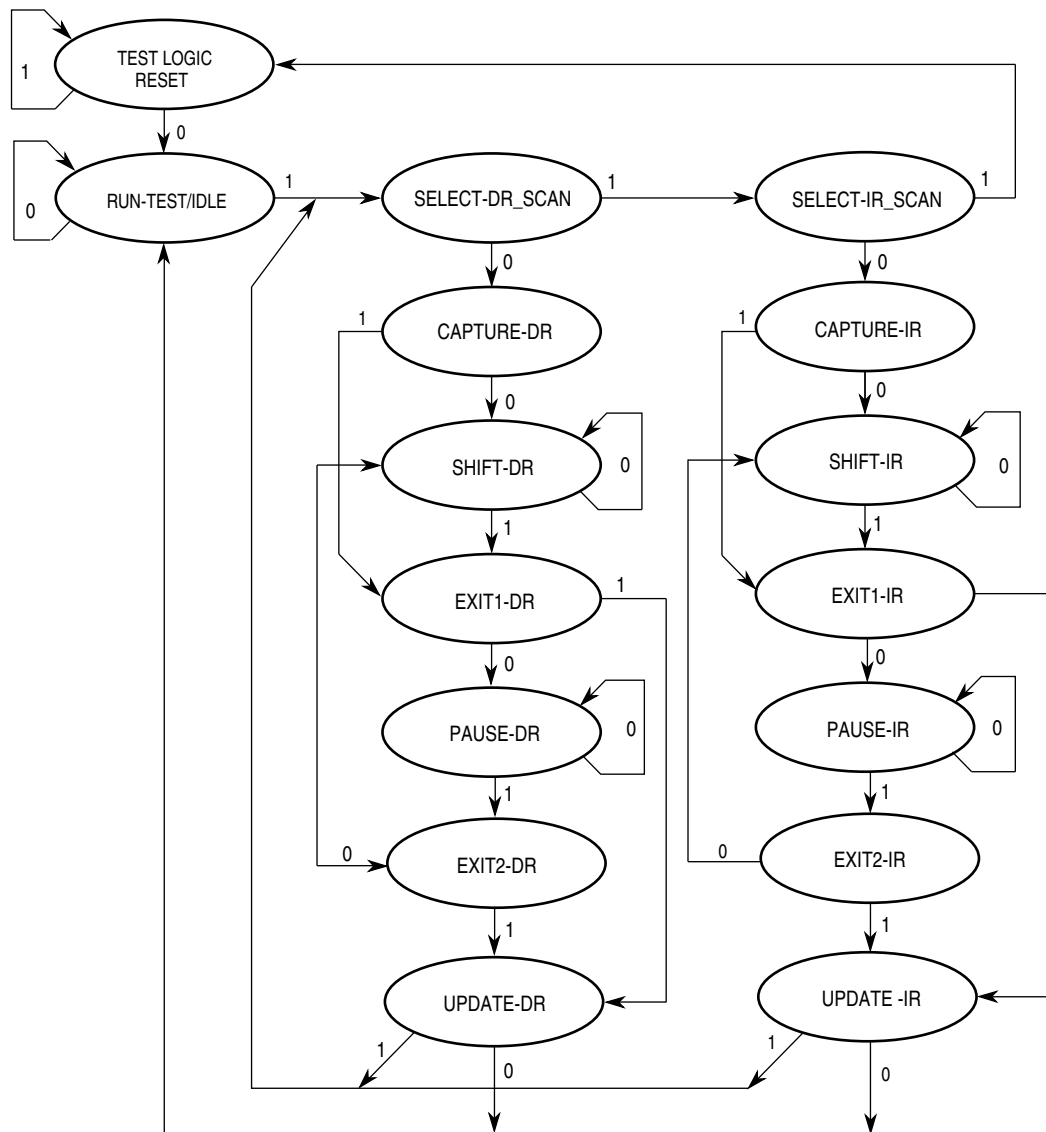 TEST LOGIC
RESET
1
0
RUN-TEST/IDLE
0
1
SELECT-DR_SCAN
1
SELECT-IR_SCAN
1
0
0
1
CAPTURE-DR
1
CAPTURE-IR
0
0
SHIFT-DR
0
SHIFT-IR
0
1
1
EXIT1-DR
1
EXIT1-IR
0
0
PAUSE-DR
0
PAUSE-IR
0
1
1
0
EXIT2-DR
0
EXIT2-IR
1
1
UPDATE-DR
UPDATE -IR
1
0
1
0